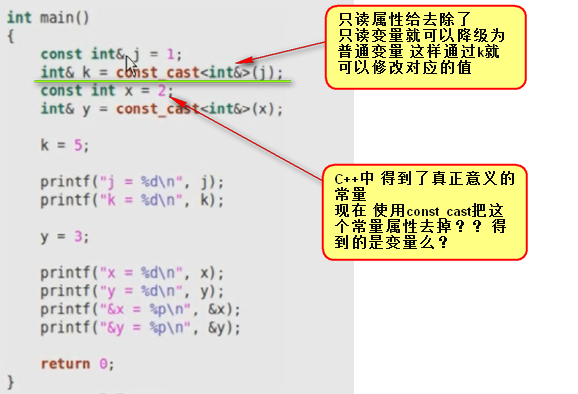 int main()
{
const int& j = 1;
int& k = const_cast<int&>(j);
const int x = 2;
int& y = const_cast<int&>(x);
k = 5;
printf("j = %d\n", j);
printf("k = %d\n", k);
y = 3;
printf("x = %d\n", x);
printf("y = %d\n", y);
printf("&x = %p\n", &x);
printf("&y = %p\n", &y);
return 0;
}
只读属性给去除了
只读变量就可以降级为
普通变量 这样通过k就
可以修改对应的值
C++中 得到了真正意义的
常量
现在 使用const_cast把这
个常量属性去掉？？ 得
到的是变量么？